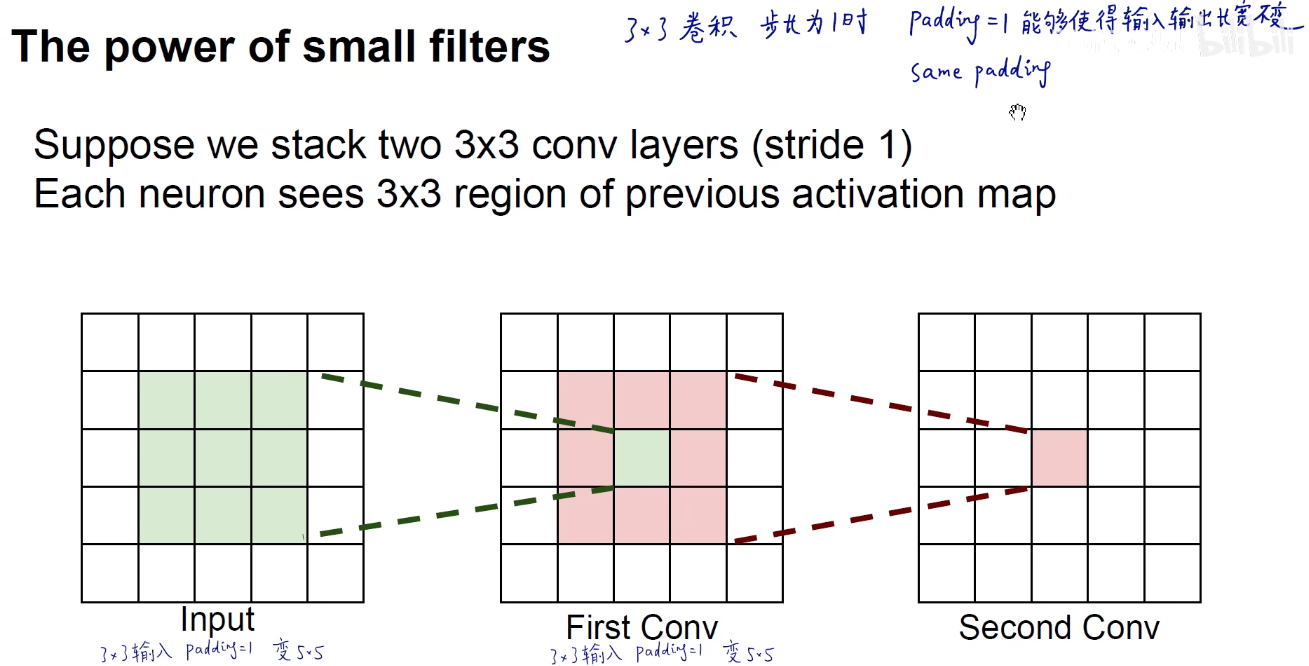 3×3 卷积 步长为1时 padding=1 能够使得输入输出长宽不变
bilibili
The power of small filters
same padding
Suppose we stack two 3x3 conv layers (stride 1)
Each neuron sees 3x3 region of previous activation map
Input
First Conv
Second Conv
3×3输入 padding=1 变5×5
3×3输入 padding=1 变5×5